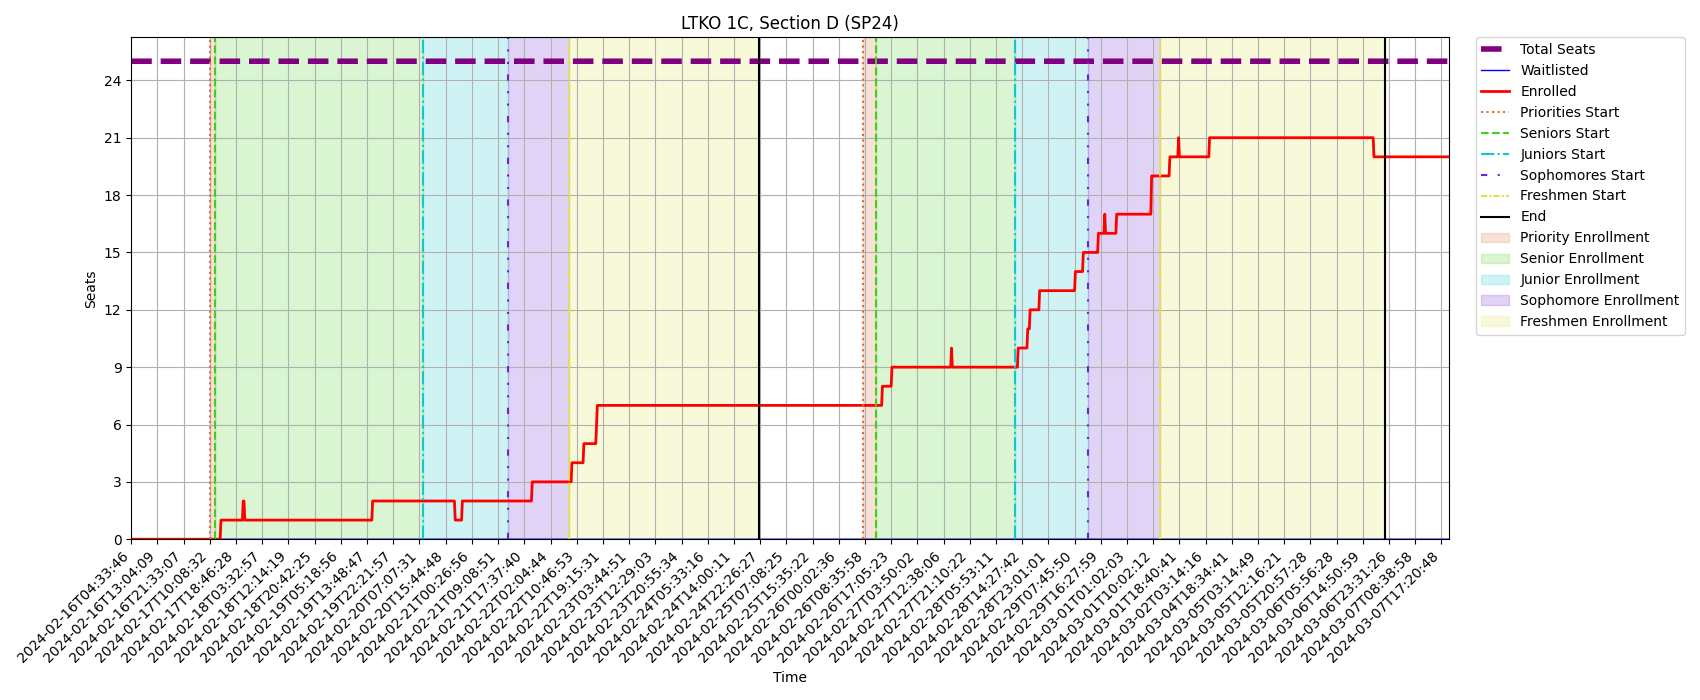 LTKO 1C, Section D (SP24)
Seats
24
21
18
15
12
9
6
3
0
2024-02-16T04:33:46
2024-02-16T13:04:09
2024-02-16T21:33:07
2024-02-17T10:08:32
2024-02-17T18:46:28
2024-02-18T03:32:57
2024-02-18T12:14:19
2024-02-18T20:42:25
2024-02-19T05:18:56
2024-02-19T13:48:47
2024-02-19T22:21:57
2024-02-20T07:07:31
2024-02-20T15:44:48
2024-02-21T00:26:56
2024-02-21T09:08:51
2024-02-21T17:37:40
2024-02-22T02:04:44
2024-02-22T10:46:53
2024-02-22T19:15:31
2024-02-23T03:44:51
2024-02-23T12:29:03
2024-02-23T20:55:34
2024-02-24T05:33:16
2024-02-24T14:00:11
2024-02-24T22:26:27
2024-02-25T07:08:25
2024-02-25T15:35:22
2024-02-26T00:02:36
2024-02-26T08:35:58
2024-02-26T17:05:23
2024-02-27T03:50:02
2024-02-27T12:38:06
2024-02-27T21:10:22
2024-02-28T05:53:11
2024-02-28T14:27:42
2024-02-28T23:01:01
2024-02-29T07:45:50
2024-02-29T16:27:59
2024-03-01T01:02:03
2024-03-01T10:02:12
2024-03-01T18:40:41
2024-03-02T03:14:16
2024-03-04T18:34:41
2024-03-05T03:14:49
2024-03-05T12:16:21
2024-03-05T20:57:28
2024-03-06T05:56:28
2024-03-06T14:50:59
2024-03-06T23:31:26
2024-03-07T08:38:58
2024-03-07T17:20:48
Time
Total Seats
Waitlisted
Enrolled
Priorities Start
Seniors Start
Juniors Start
Sophomores Start
Freshmen Start
End
Priority Enrollment
Senior Enrollment
Junior Enrollment
Sophomore Enrollment
Freshmen Enrollment